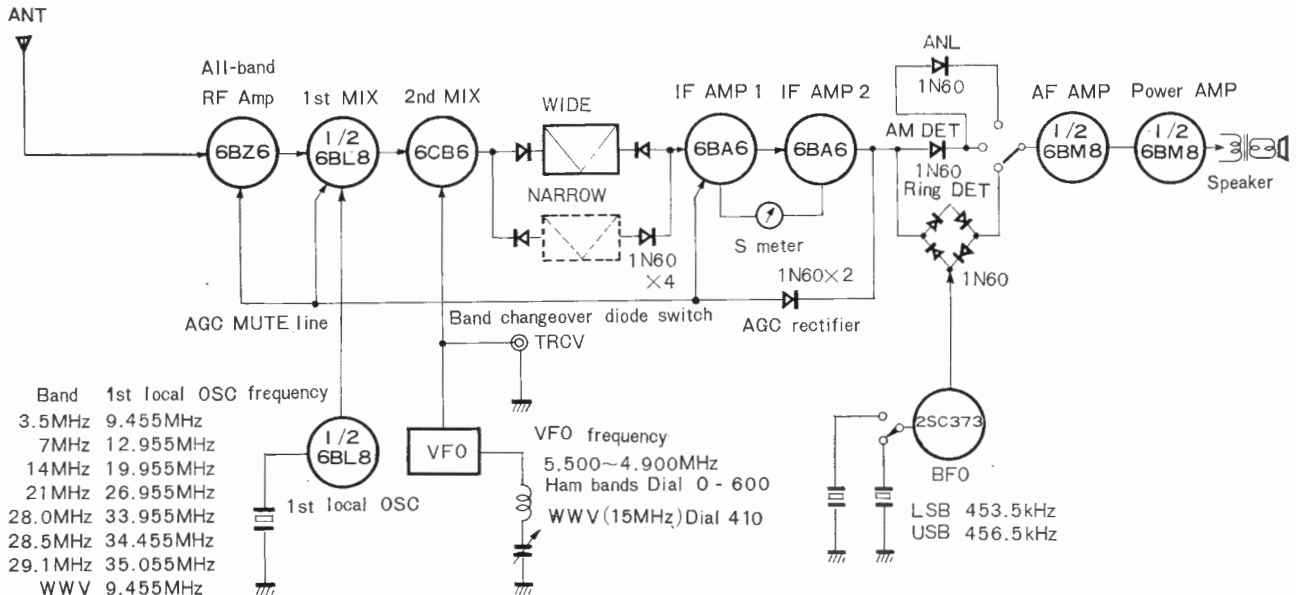 ANT
All-band
RF Amp
1st MIX
2nd MIX
WIDE
IF AMP 1
IF AMP 2
ANL
1N60
AM DET
1N60
AF AMP
Power AMP
6BZ6
1/2
6BL8
6CB6
6BA6
6BA6
1/2
6BM8
1/2
6BM8
Speaker
NARROW
1N60
×4
S meter
Ring DET
1N60
1N60×2
AGC rectifier
AGC MUTE line
Band changeover diode switch
TRCV
Band 1st local OSC frequency
3.5MHz 9.455MHz
7MHz 12.955MHz
14MHz 19.955MHz
21MHz 26.955MHz
28.0MHz 33.955MHz
28.5MHz 34.455MHz
29.1MHz 35.055MHz
WWV 9.455MHz
1/2
6BL8
1st local OSC
VFO
VFO frequency
5.500~4.900MHz
Ham bands Dial 0 - 600
WWV(15MHz)Dial 410
2SC373
BFO
LSB 453.5kHz
USB 456.5kHz